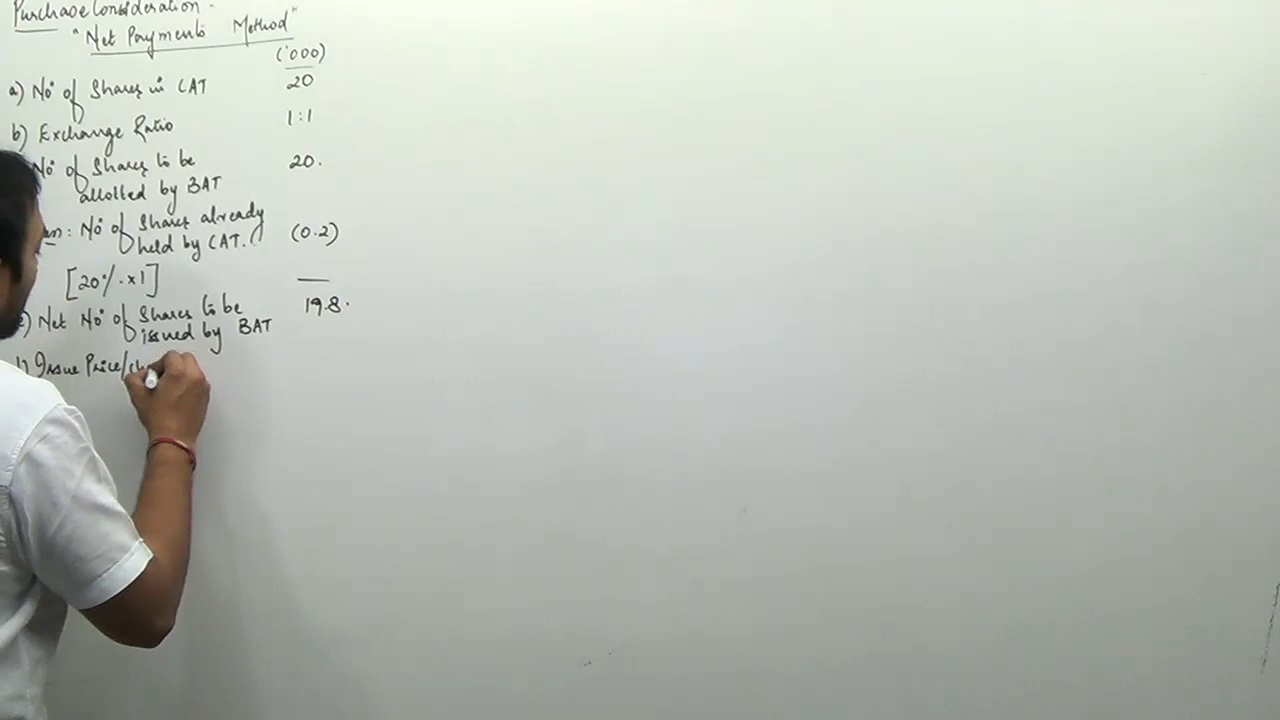 Purchase Consideration -
"Net Payments Method"
('000)
a) No of Shares in CAT 20
b) Exchange Ratio 1:1
No of Shares to be 20.
allotted by BAT
: No of Shares already
held by CAT. (0.2)
[20% x 1]
Net No of Shares to be 19.8.
issued by BAT
Issue Price/